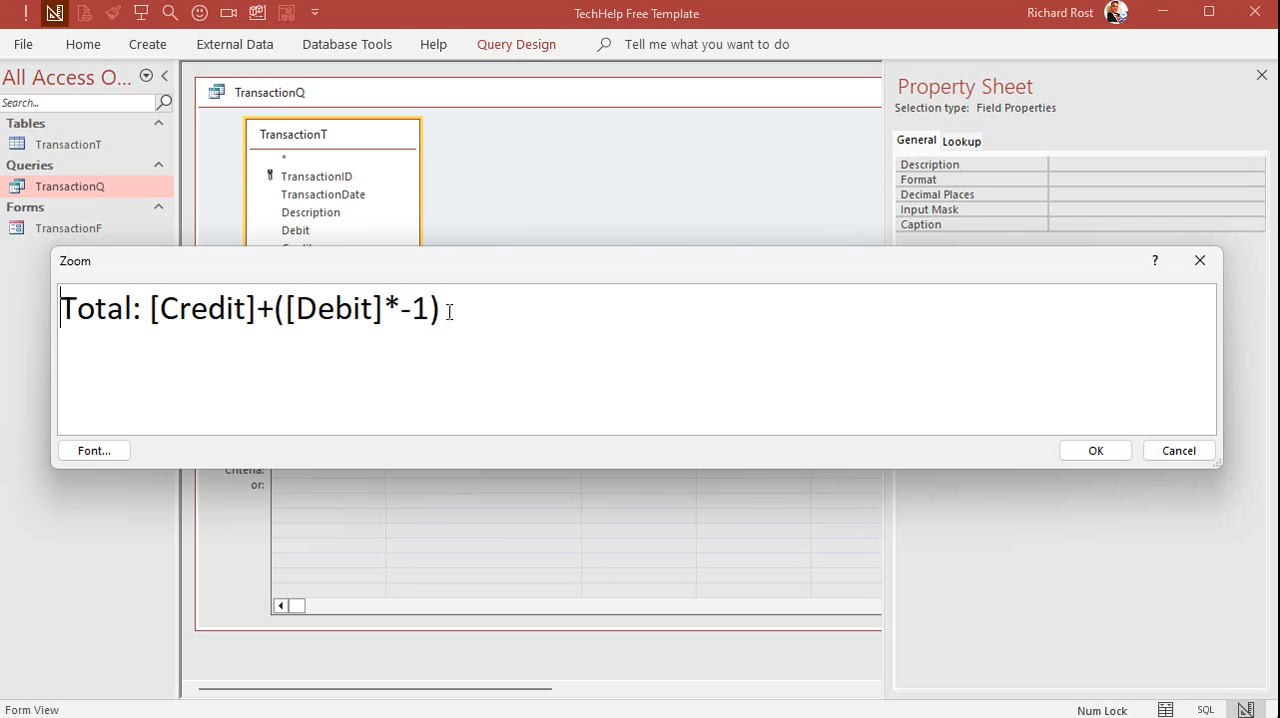 TechHelp Free Template
Richard Rost
File Home Create External Data Database Tools Help Query Design Tell me what you want to do
All Access O...
Search...
Tables
TransactionT
Queries
TransactionQ
Forms
TransactionF
TransactionQ
TransactionT
*
TransactionID
TransactionDate
Description
Debit
Credit
Property Sheet
Selection type: Field Properties
General Lookup
Description
Format
Decimal Places
Input Mask
Caption
Zoom
?
Total: [Credit]+([Debit]*-1)
Font...
OK
Cancel
Criteria:
or:
Form View
Num Lock
SQL